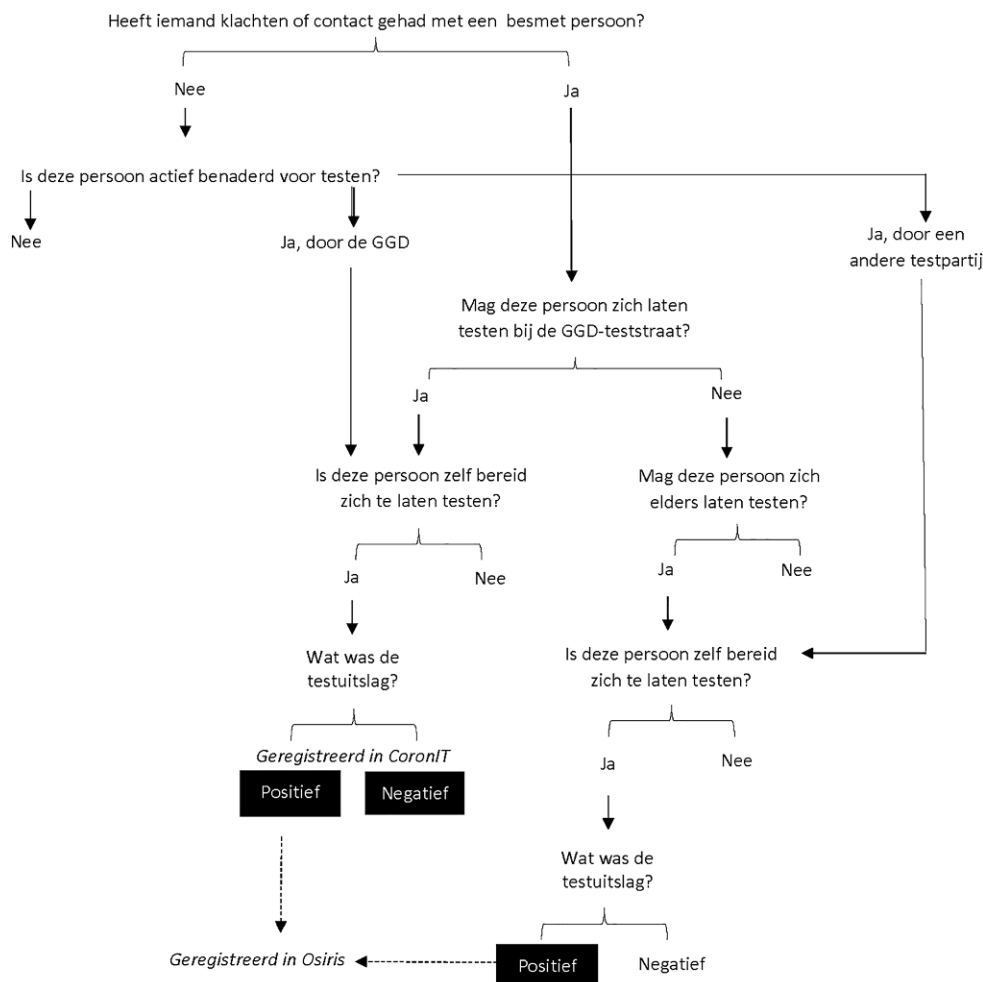 Heeft iemand klachten of contact gehad met een besmet persoon?
Nee
Ja
Is deze persoon actief benaderd voor testen?
Nee
Ja, door de GGD
Ja, door een
andere testpartij
Mag deze persoon zich laten
testen bij de GGD-teststraat?
Ja
Nee
Is deze persoon zelf bereid
zich te laten testen?
Mag deze persoon zich
elders laten testen?
Ja
Nee
Ja
Nee
Wat was de
testuitslag?
Is deze persoon zelf bereid
zich te laten testen?
Geregistreerd in CoronIT
Positief
Negatief
Ja
Nee
Wat was de
testuitslag?
Geregistreerd in Osiris
Positief
Negatief